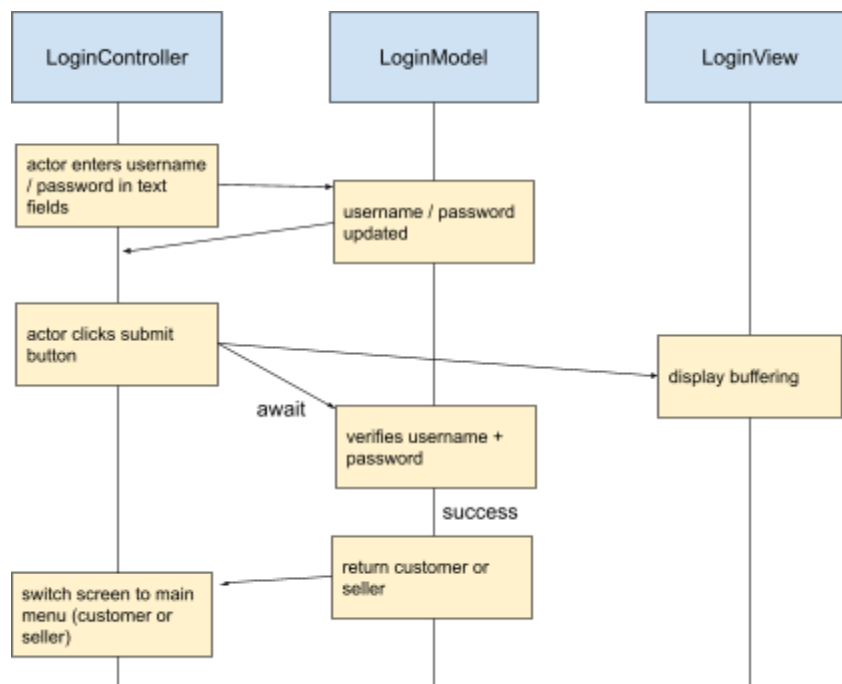 LoginController
LoginModel
LoginView
actor enters username
/ password in text
fields
username / password
updated
actor clicks submit
button
display buffering
await
verifies username +
password
success
return customer or
seller
switch screen to main
menu (customer or
seller)